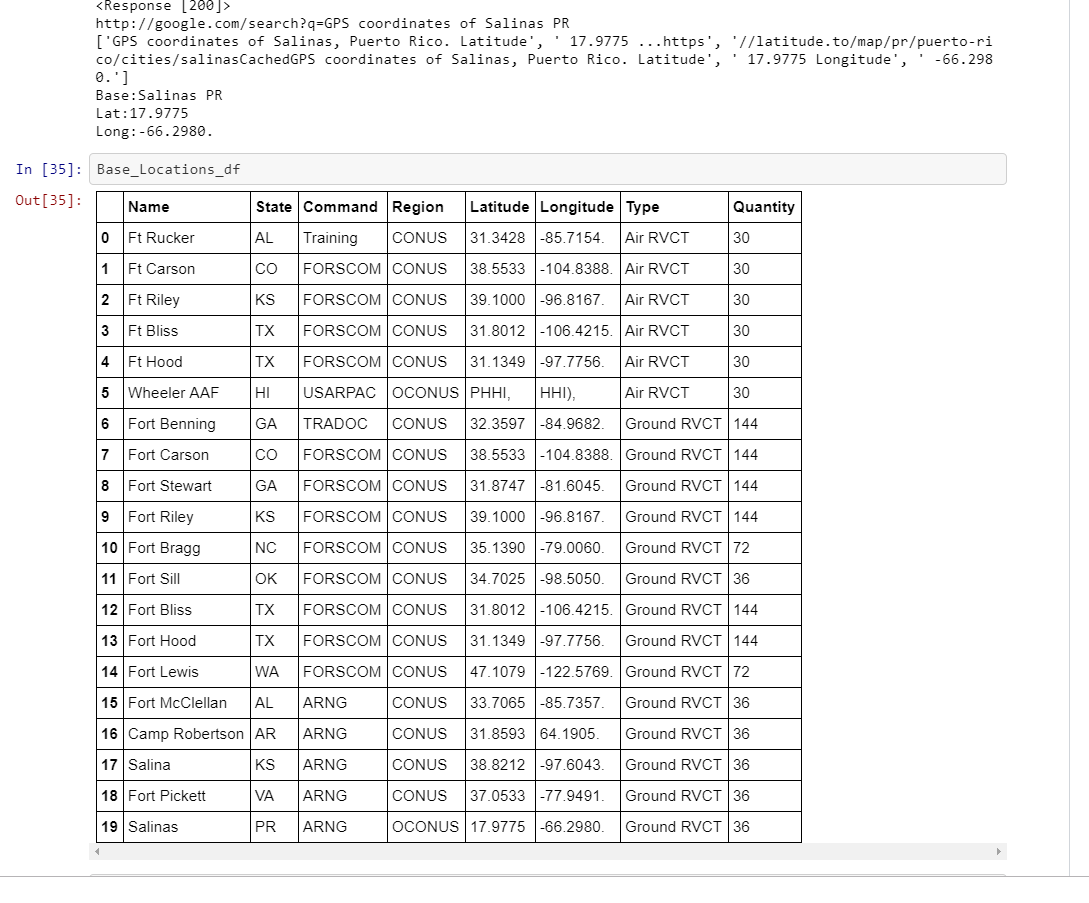 <Response [200]>
http://google.com/search?q=GPS coordinates of Salinas PR
['GPS coordinates of Salinas, Puerto Rico. Latitude', ' 17.9775 ...https', '//latitude.to/map/pr/puerto-ri
co/cities/salinasCachedGPS coordinates of Salinas, Puerto Rico. Latitude', ' 17.9775 Longitude', ' -66.298
0.']
Base:Salinas PR
Lat:17.9775
Long:-66.2980.
In [35]: Base_Locations_df
Out[35]:
Name State Command Region Latitude Longitude Type Quantity
0 Ft Rucker AL Training CONUS 31.3428 -85.7154. Air RVCT 30
1 Ft Carson CO FORSCOM CONUS 38.5533 -104.8388. Air RVCT 30
2 Ft Riley KS FORSCOM CONUS 39.1000 -96.8167. Air RVCT 30
3 Ft Bliss TX FORSCOM CONUS 31.8012 -106.4215. Air RVCT 30
4 Ft Hood TX FORSCOM CONUS 31.1349 -97.7756. Air RVCT 30
5 Wheeler AAF HI USARPAC OCONUS PHHI, HHI), Air RVCT 30
6 Fort Benning GA TRADOC CONUS 32.3597 -84.9682. Ground RVCT 144
7 Fort Carson CO FORSCOM CONUS 38.5533 -104.8388. Ground RVCT 144
8 Fort Stewart GA FORSCOM CONUS 31.8747 -81.6045. Ground RVCT 144
9 Fort Riley KS FORSCOM CONUS 39.1000 -96.8167. Ground RVCT 144
10 Fort Bragg NC FORSCOM CONUS 35.1390 -79.0060. Ground RVCT 72
11 Fort Sill OK FORSCOM CONUS 34.7025 -98.5050. Ground RVCT 36
12 Fort Bliss TX FORSCOM CONUS 31.8012 -106.4215. Ground RVCT 144
13 Fort Hood TX FORSCOM CONUS 31.1349 -97.7756. Ground RVCT 144
14 Fort Lewis WA FORSCOM CONUS 47.1079 -122.5769. Ground RVCT 72
15 Fort McClellan AL ARNG CONUS 33.7065 -85.7357. Ground RVCT 36
16 Camp Robertson AR ARNG CONUS 31.8593 64.1905. Ground RVCT 36
17 Salina KS ARNG CONUS 38.8212 -97.6043. Ground RVCT 36
18 Fort Pickett VA ARNG CONUS 37.0533 -77.9491. Ground RVCT 36
19 Salinas PR ARNG OCONUS 17.9775 -66.2980. Ground RVCT 36